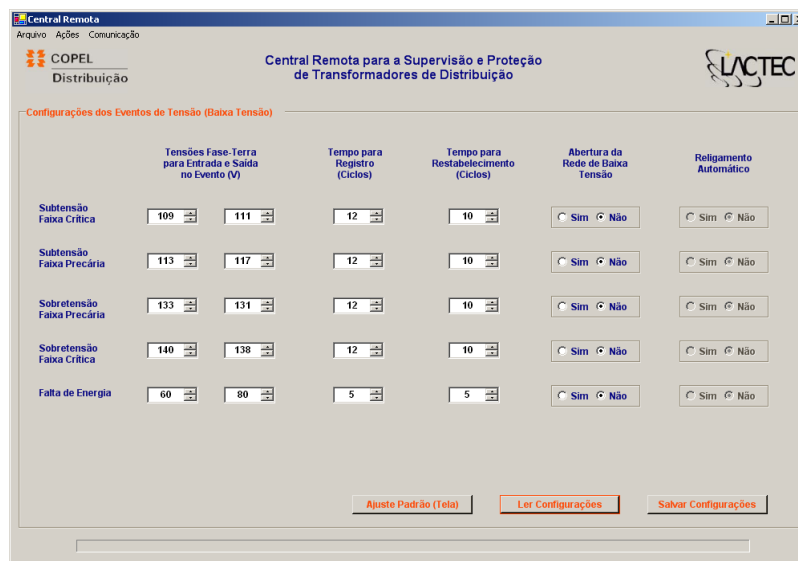 Central Remota
Arquivo Ações Comunicação
COPEL
Distribuição
Central Remota para a Supervisão e Proteção
de Transformadores de Distribuição
LACTEC
Configurações dos Eventos de Tensão (Baixa Tensão)
Tensões Fase-Terra
para Entrada e Saída
no Evento (V)
Tempo para
Registro
(Ciclos)
Tempo para
Restabelecimento
(Ciclos)
Abertura da
Rede de Baixa
Tensão
Religamento
Automático
Subtensão
Faixa Crítica
109 111 12 10 Sim Não Sim Não
Subtensão
Faixa Precária
113 117 12 10 Sim Não Sim Não
Sobretensão
Faixa Precária
133 131 12 10 Sim Não Sim Não
Sobretensão
Faixa Crítica
140 138 12 10 Sim Não Sim Não
Falta de Energia 60 80 5 5 Sim Não Sim Não
Ajuste Padrão (Tela) Ler Configurações Salvar Configurações